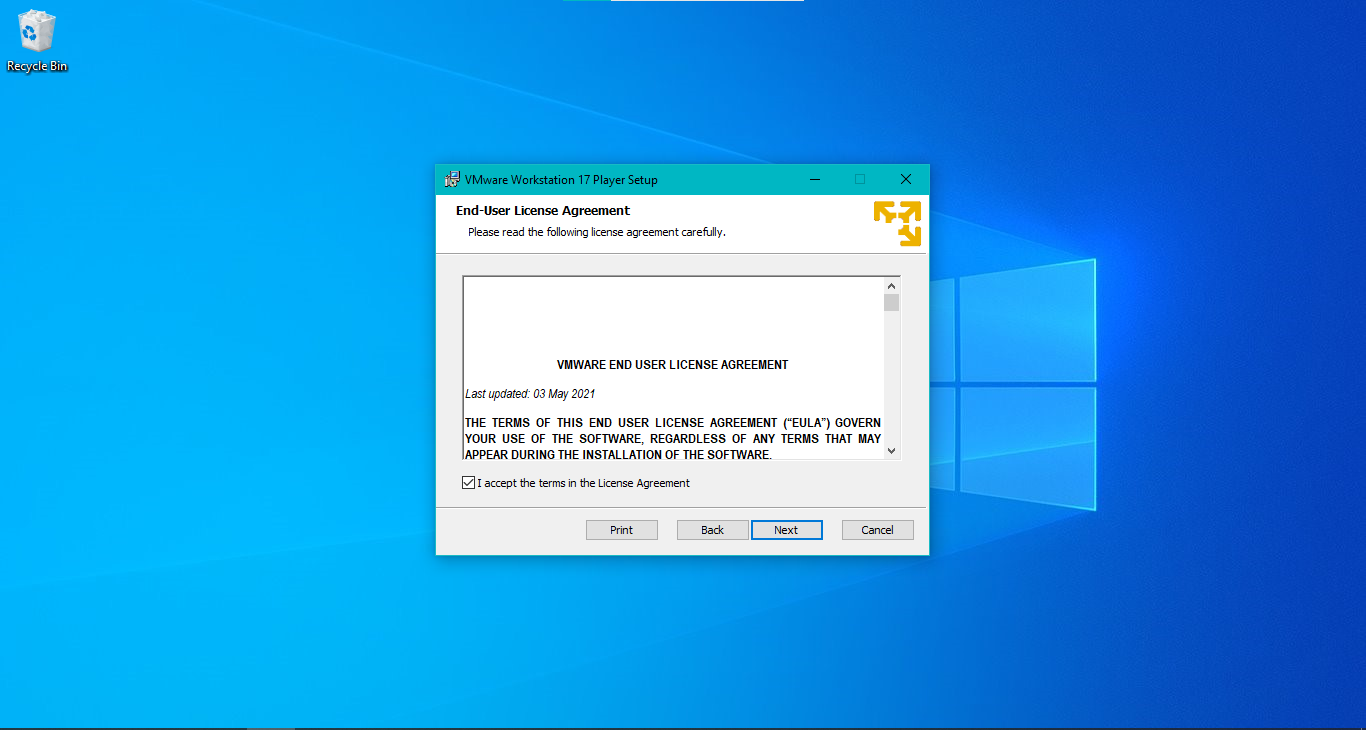 Recycle Bin
VMware Workstation 17 Player Setup
End-User License Agreement
Please read the following license agreement carefully.
VMWARE END USER LICENSE AGREEMENT
Last updated: 03 May 2021
THE TERMS OF THIS END USER LICENSE AGREEMENT (“EULA”) GOVERN
YOUR USE OF THE SOFTWARE, REGARDLESS OF ANY TERMS THAT MAY
APPEAR DURING THE INSTALLATION OF THE SOFTWARE.
I accept the terms in the License Agreement
Print Back Next Cancel